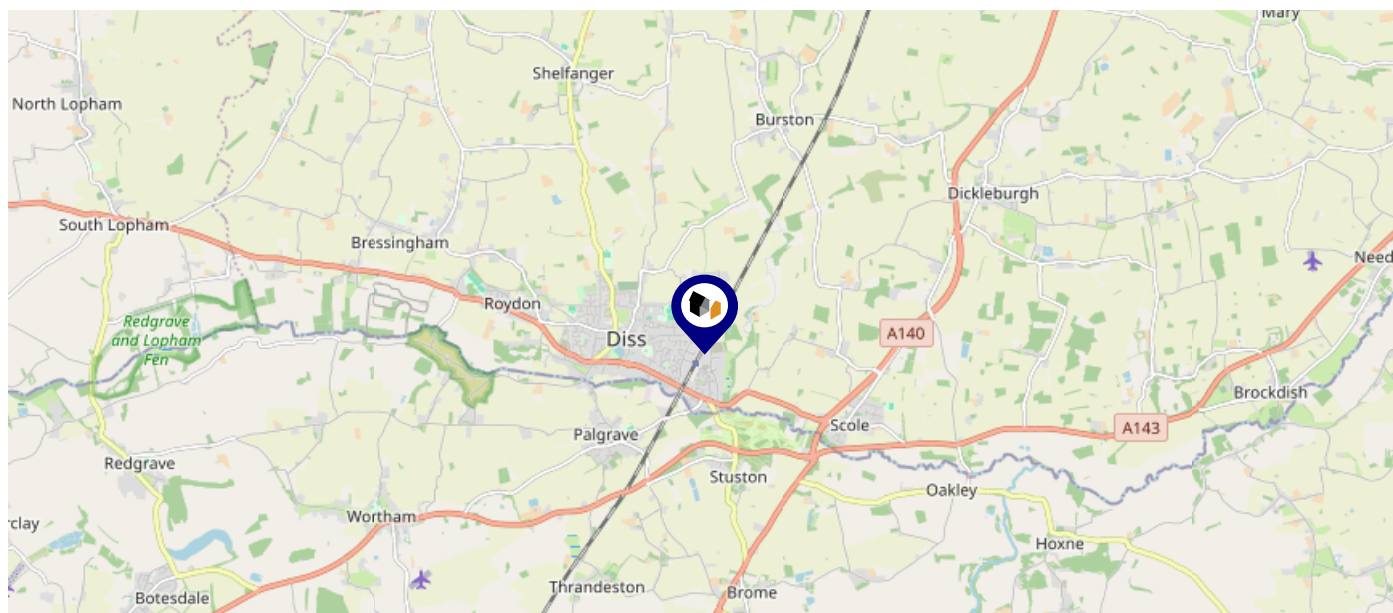 Mary
Shelfanger
North Lopham
Burston
Dickleburgh
South Lopham
Bressingham
Need
Roydon
Redgrave
and Lopham
Fen
Diss
A140
Brockdish
Scole
A143
Palgrave
Redgrave
Stuston
Oakley
Wortham
rclay
Hoxne
Thrandeston
Brome
Botesdale